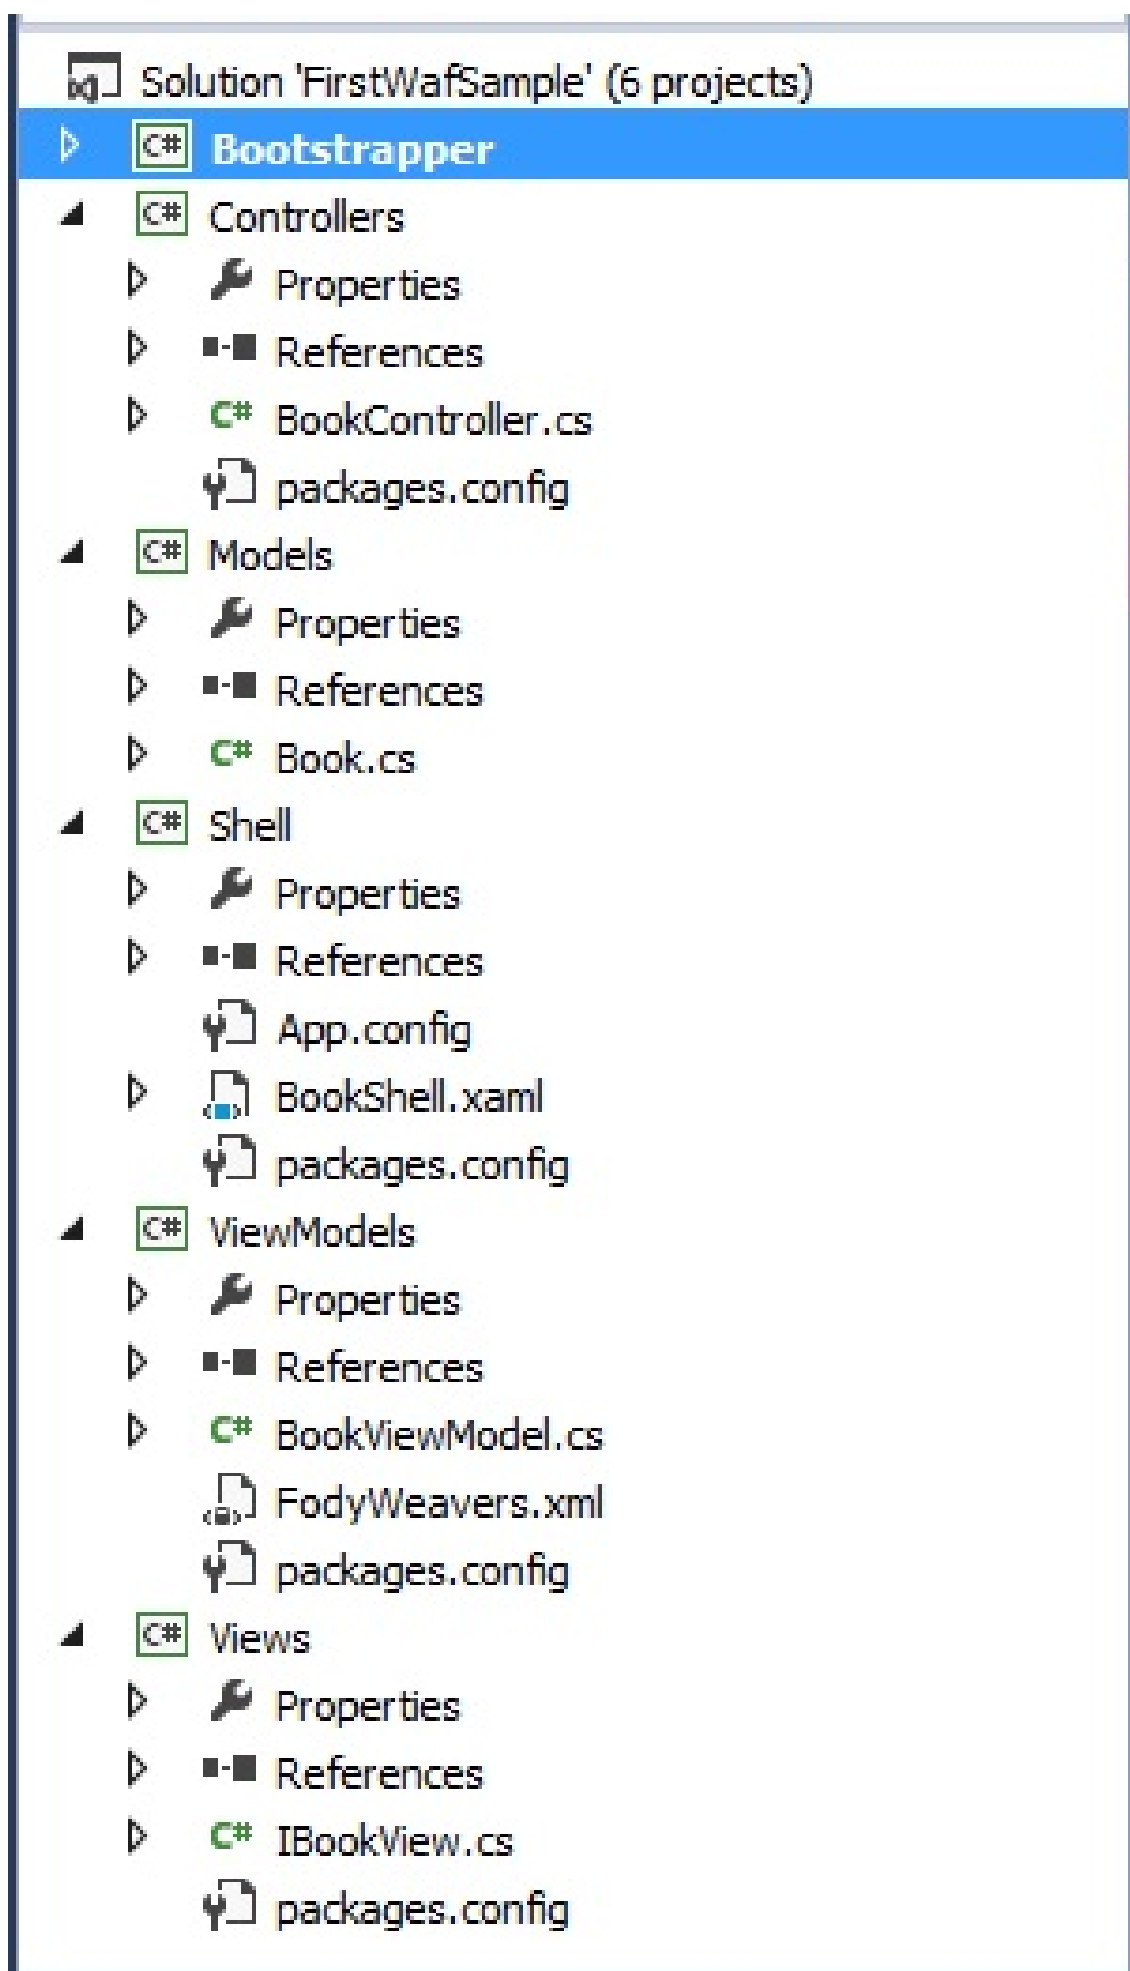 Solution 'FirstWafSample' (6 projects)
C# Bootstrapper
C# Controllers
Properties
References
C# BookController.cs
packages.config
C# Models
Properties
References
C# Book.cs
C# Shell
Properties
References
App.config
BookShell.xaml
packages.config
C# ViewModels
Properties
References
C# BookViewModel.cs
FodyWeavers.xml
packages.config
C# Views
Properties
References
C# IBookView.cs
packages.config